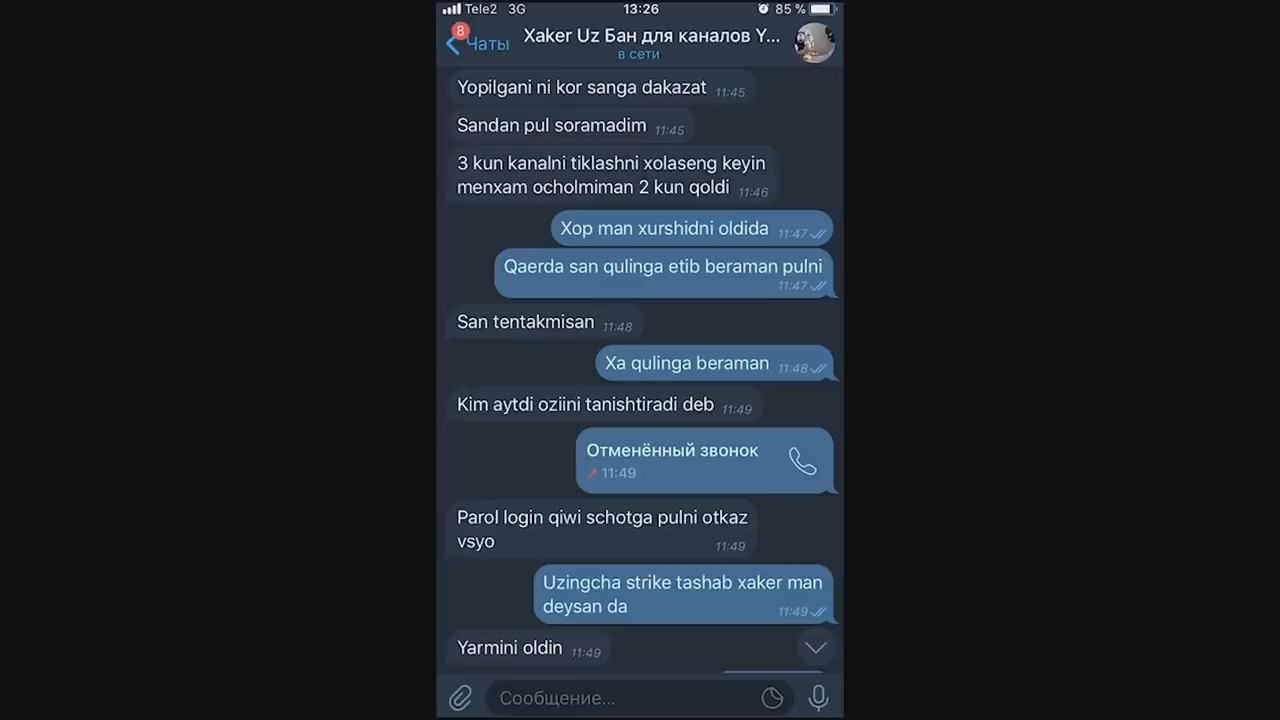 Tele2 3G 13:26 85 %
8
Чаты Xaker Uz Бан для каналов Y...
в сети
Yopilgani ni kor sanga dakazat 11:45
Sandan pul soramadim 11:45
3 kun kanalni tiklashni xolaseng keyin
menxam ocholmiman 2 kun qoldi 11:46
Xop man xurshidni oldida 11:47
Qaerda san qulinga etib beraman pulni
11:47
San tentakmisan 11:48
Xa qulinga beraman 11:48
Kim aytdi oziini tanishtiradi deb 11:49
Отменённый звонок
11:49
Parol login qiwi schotga pulni otkaz
vsyo 11:49
Uzingcha strike tashab xaker man
deysan da 11:49
Yarmini oldin 11:49
Сообщение...